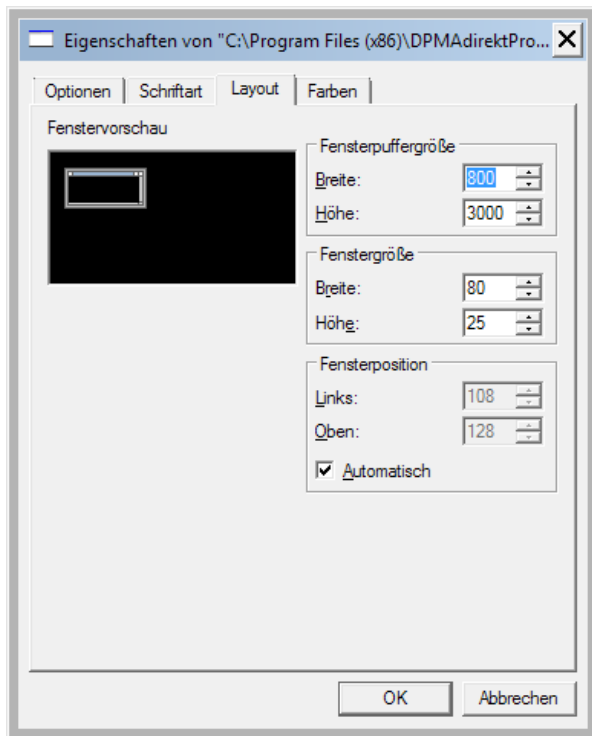 Eigenschaften von "C:\Program Files (x86)\DPMAdirektPro...
Optionen
Schriftart
Layout
Farben
Fenstervorschau
Fensterpuffergröße
Breite: 800
Höhe: 3000
Fenstergröße
Breite: 80
Höhe: 25
Fensterposition
Links: 108
Oben: 128
Automatisch
OK
Abbrechen